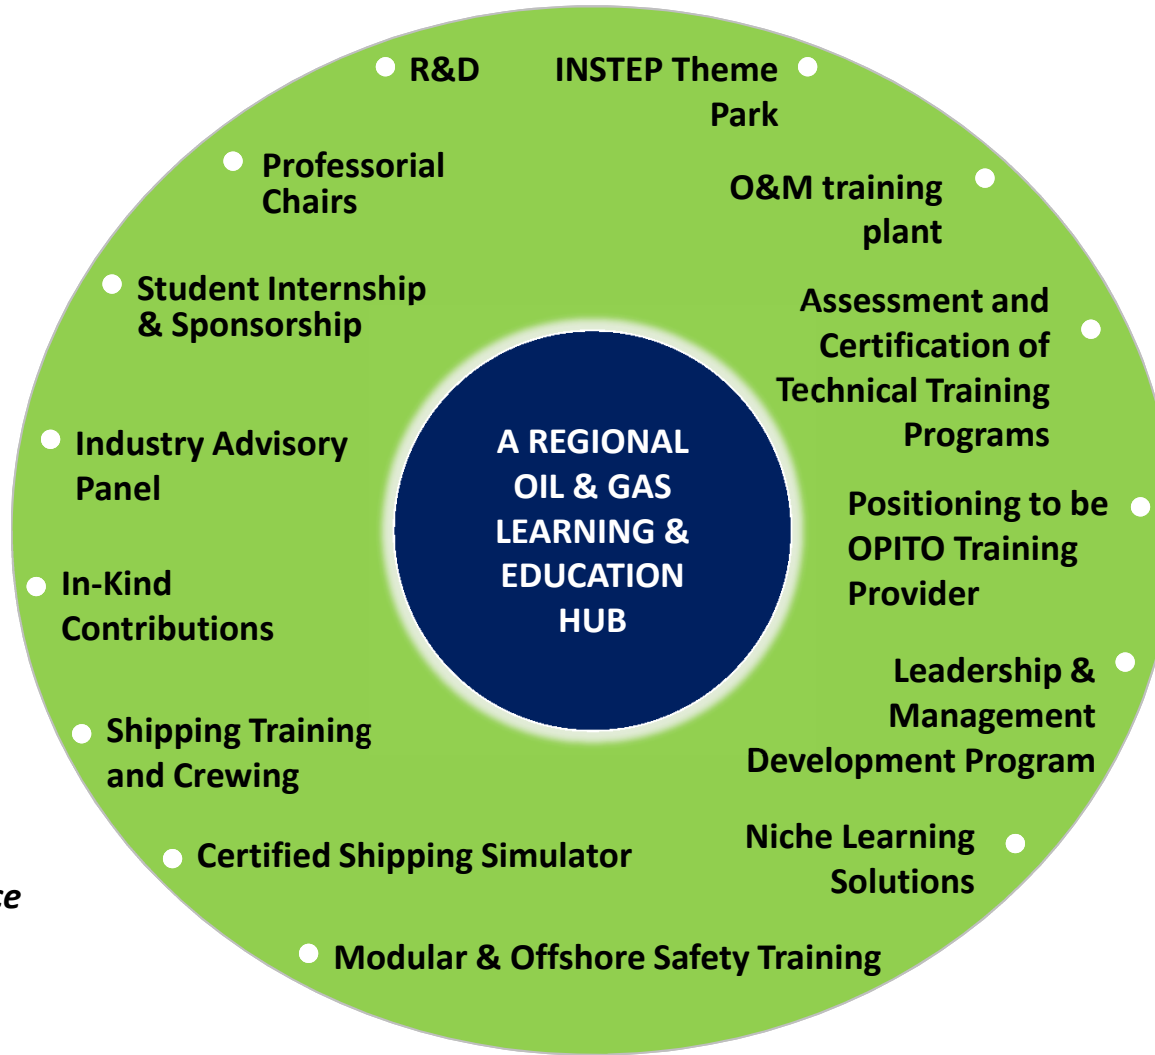 R&D
INSTEP Theme
Park
Professorial
Chairs
O&M training
plant
Student Internship
& Sponsorship
Assessment and
Certification of
Technical Training
Programs
Industry Advisory
Panel
A REGIONAL
OIL & GAS
LEARNING &
EDUCATION
HUB
Positioning to be
OPITO Training
Provider
In-Kind
Contributions
Leadership &
Management
Development Program
Shipping Training
and Crewing
Niche Learning
Solutions
Certified Shipping Simulator
Modular & Offshore Safety Training